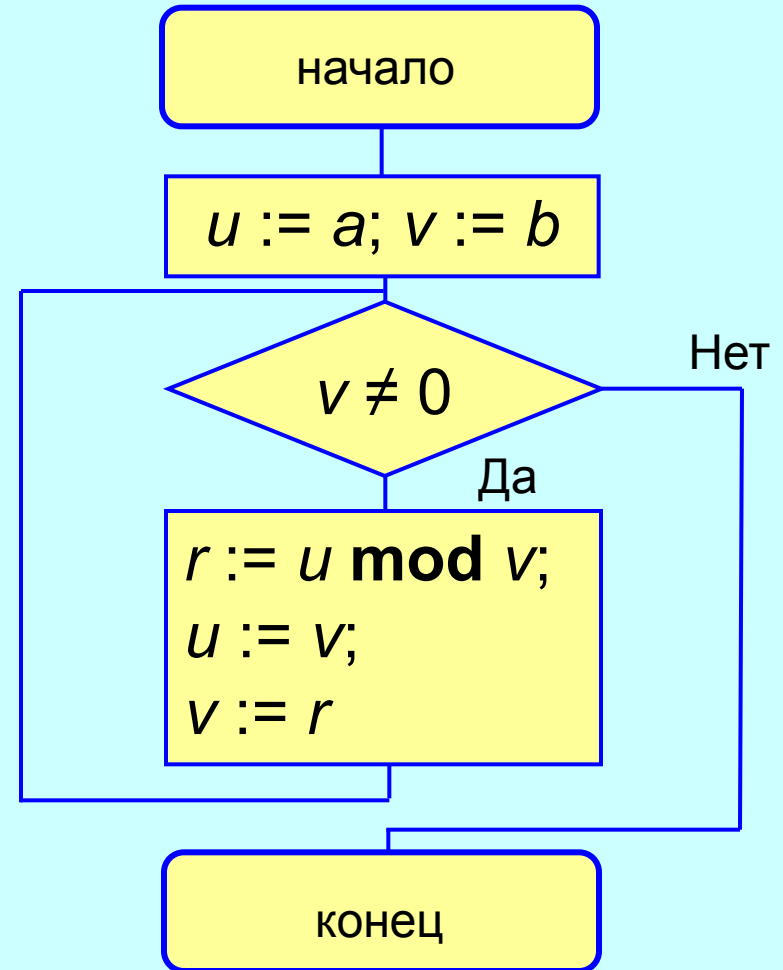 начало
u := a; v := b
v ≠ 0
Нет
Да
r := u mod v;
u := v;
v := r
конец